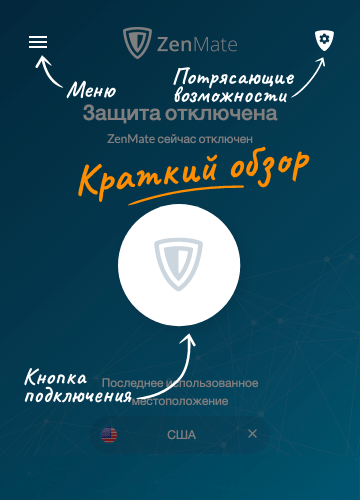 ZenMate
Меню
Потрясающие
возможности
Защита отключена
ZenMate сейчас отключен
Краткий обзор
Кнопка
подключения
Последнее использованное
местоположение
США